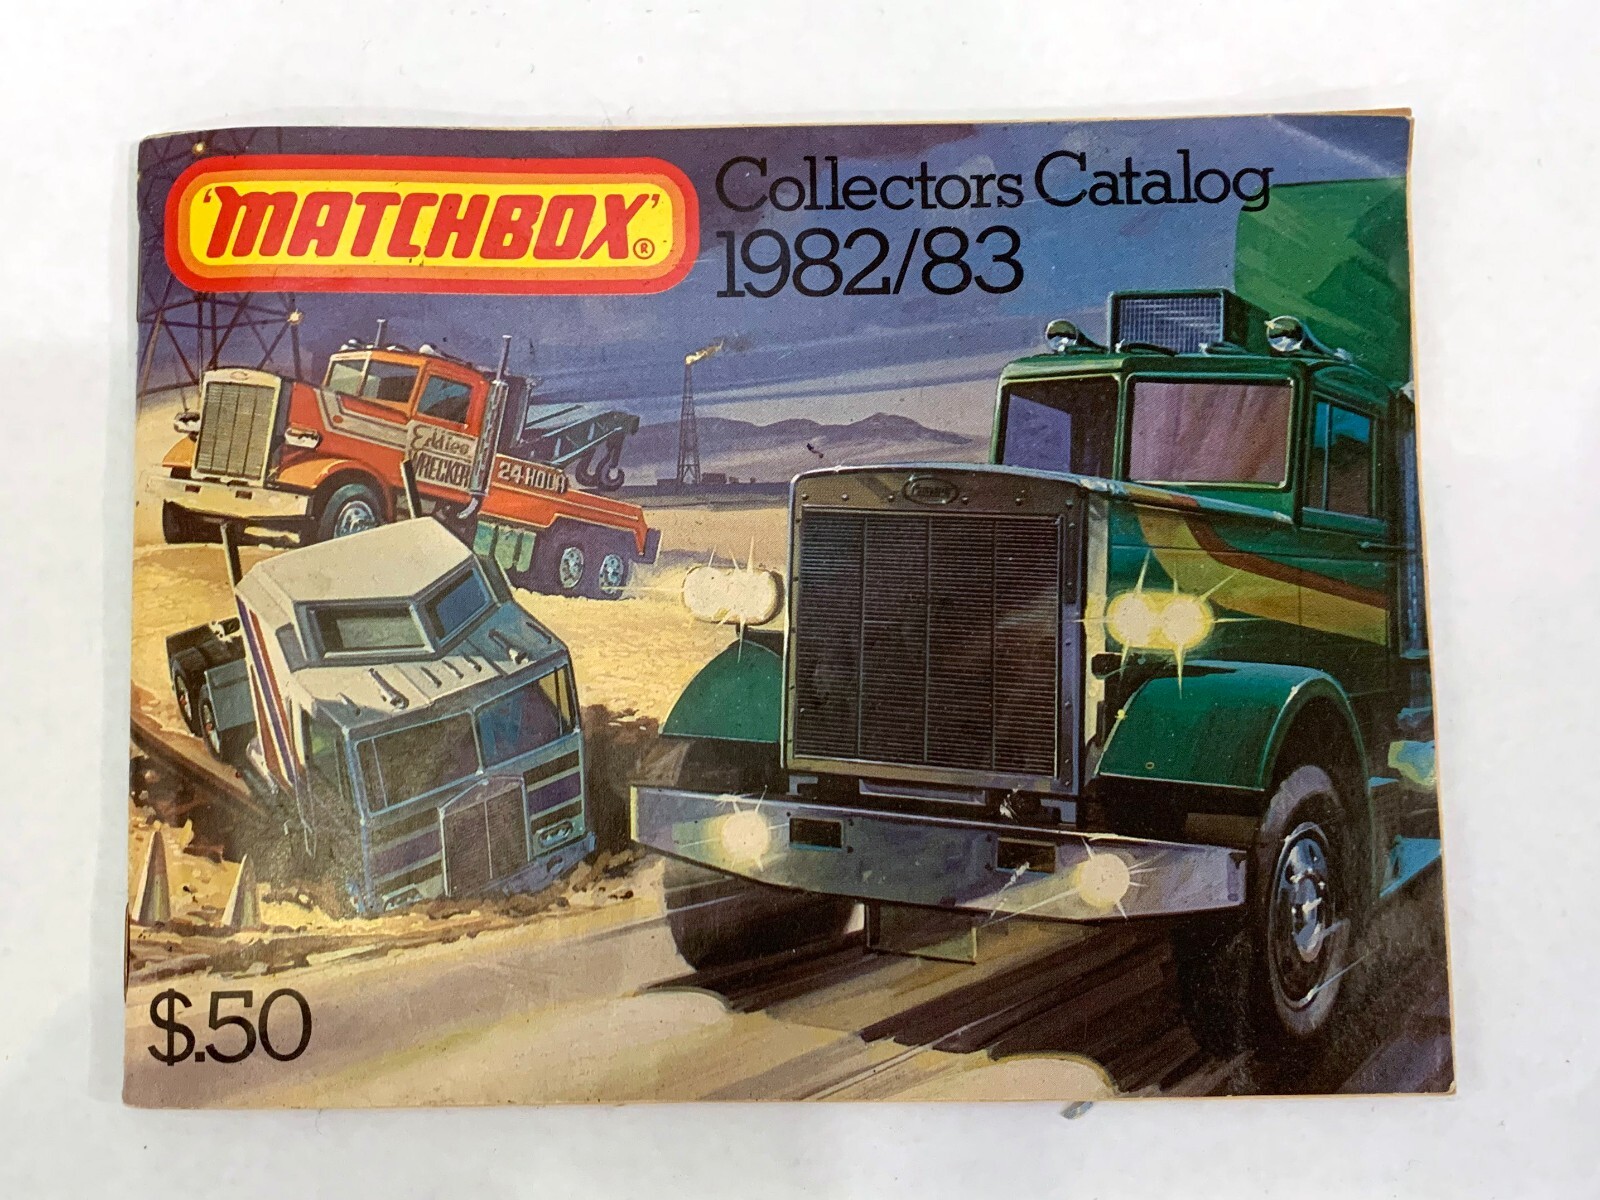 'MATCHBOX'®
Collectors Catalog
1982/83
Eddies
WRECKER
24-HOUR
$.50